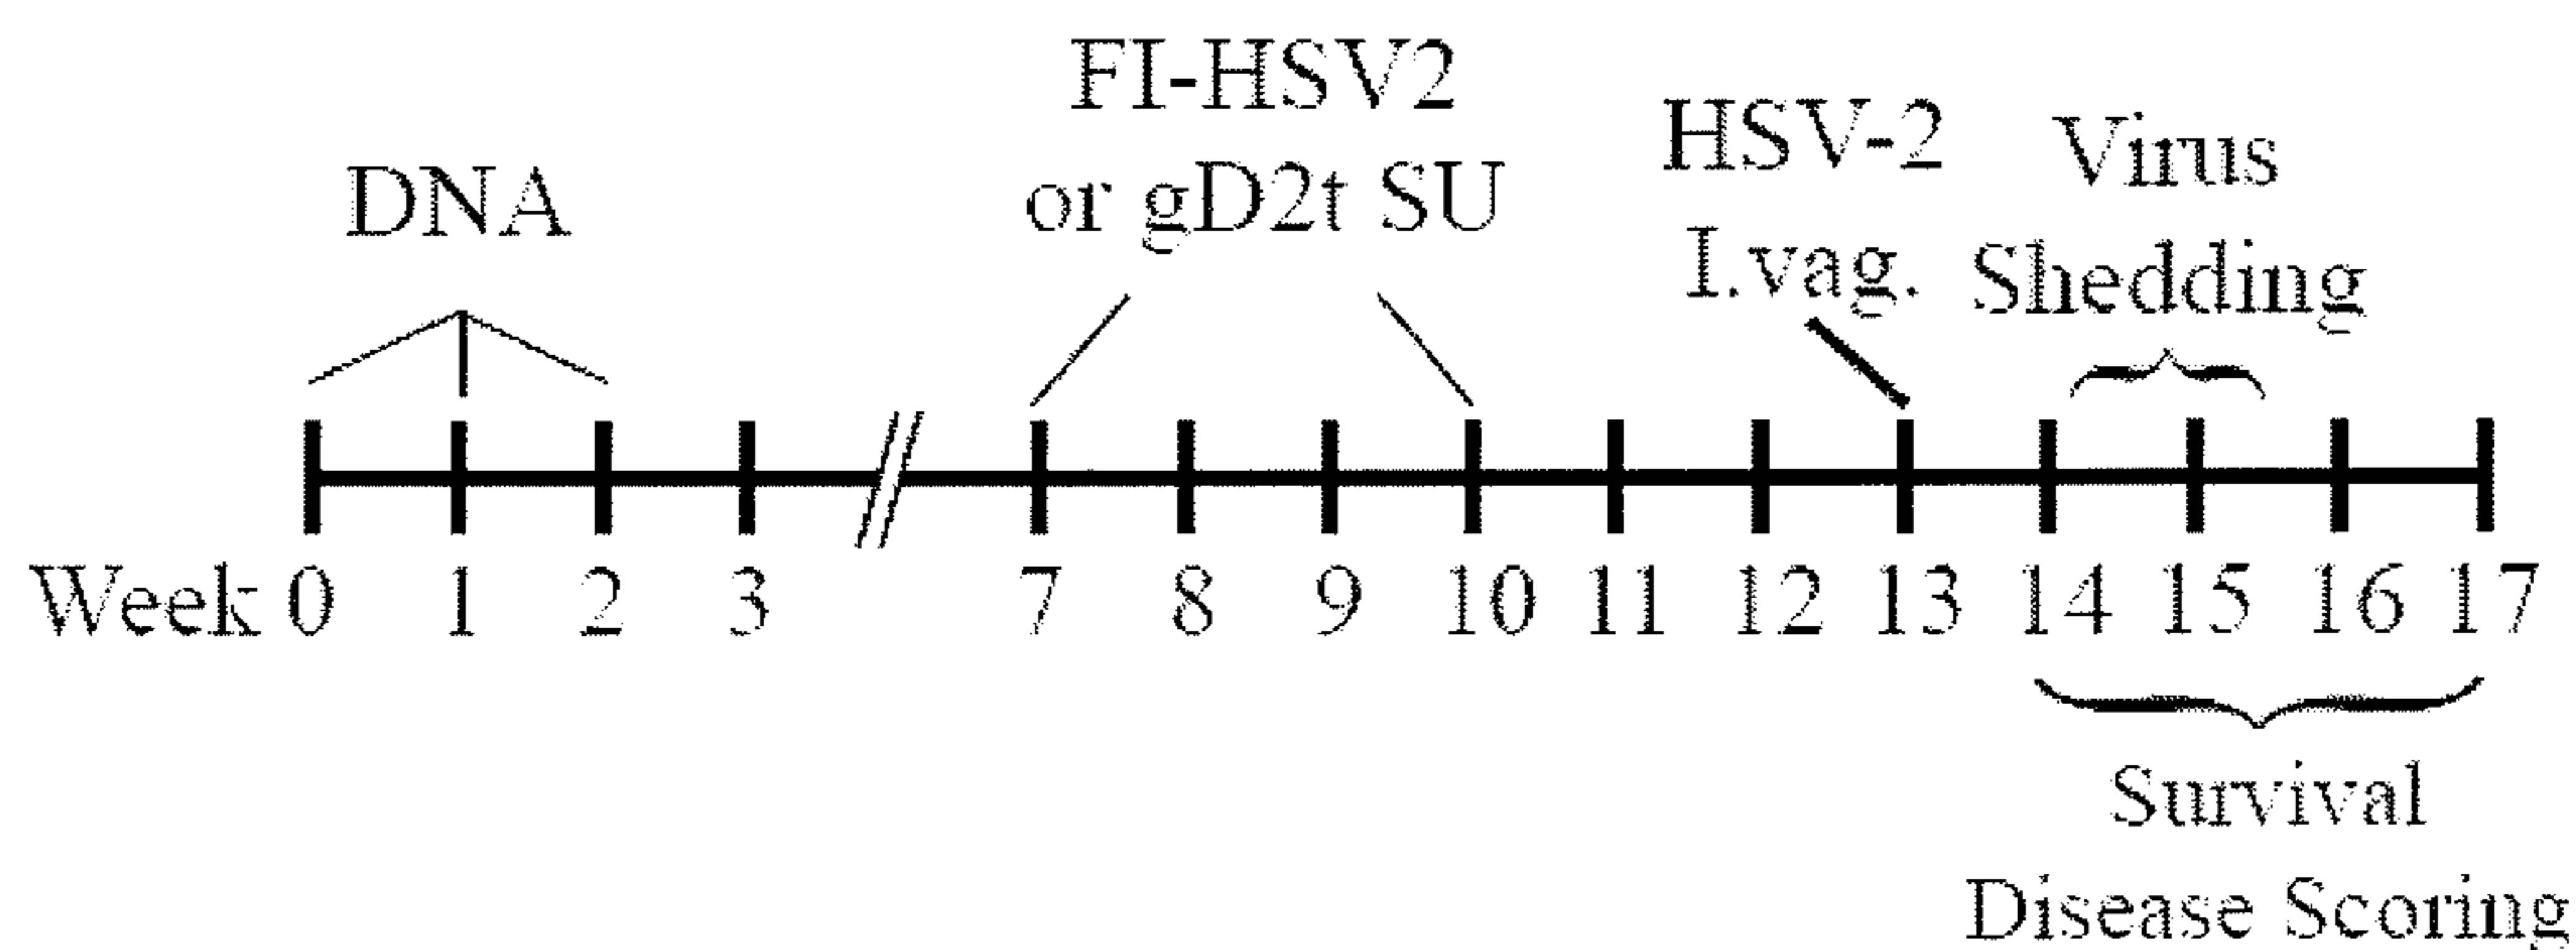 DNA
FI-HSV2
or gD2t SU
HSV-2
I.vag.
Virus
Shedding
Week 0 1 2 3 7 8 9 10 11 12 13 14 15 16 17
Survival
Disease Scoring